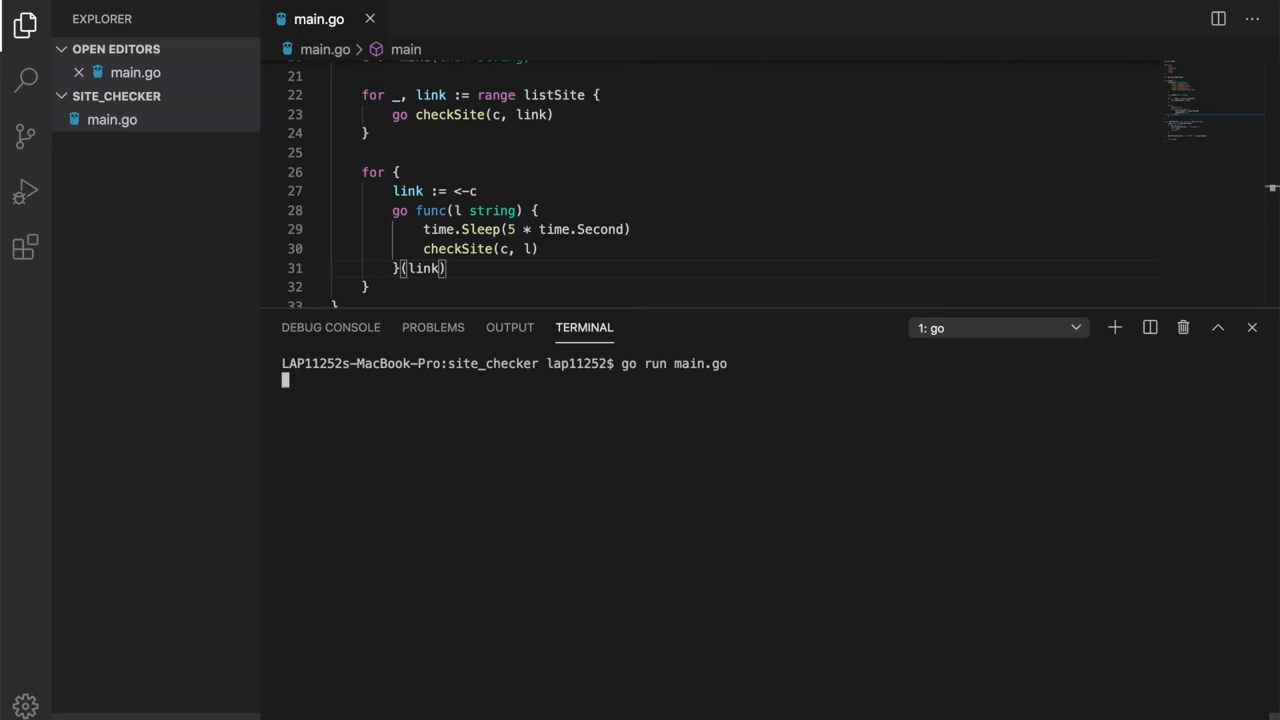 EXPLORER
OPEN EDITORS
main.go
SITE_CHECKER
main.go
main.go
main.go > main
21
22 for _, link := range listSite {
23 go checkSite(c, link)
24 }
25
26 for {
27 link := <-c
28 go func(l string) {
29 time.Sleep(5 * time.Second)
30 checkSite(c, l)
31 }(link)
32 }
33 }
DEBUG CONSOLE PROBLEMS OUTPUT TERMINAL 1: go
LAP11252s-MacBook-Pro:site_checker lap11252$ go run main.go